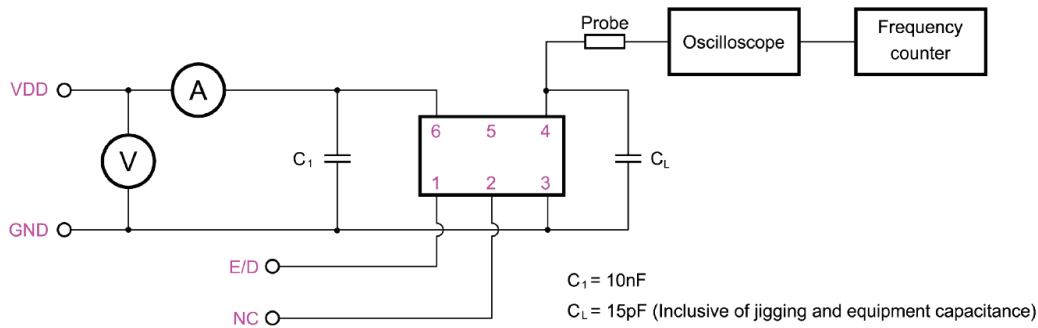 Probe
Oscilloscope
Frequency
counter
VDD
A
V
C1
6 5 4
1 2 3
CL
GND
E/D
NC
C1 = 10nF
CL = 15pF (Inclusive of jigging and equipment capacitance)